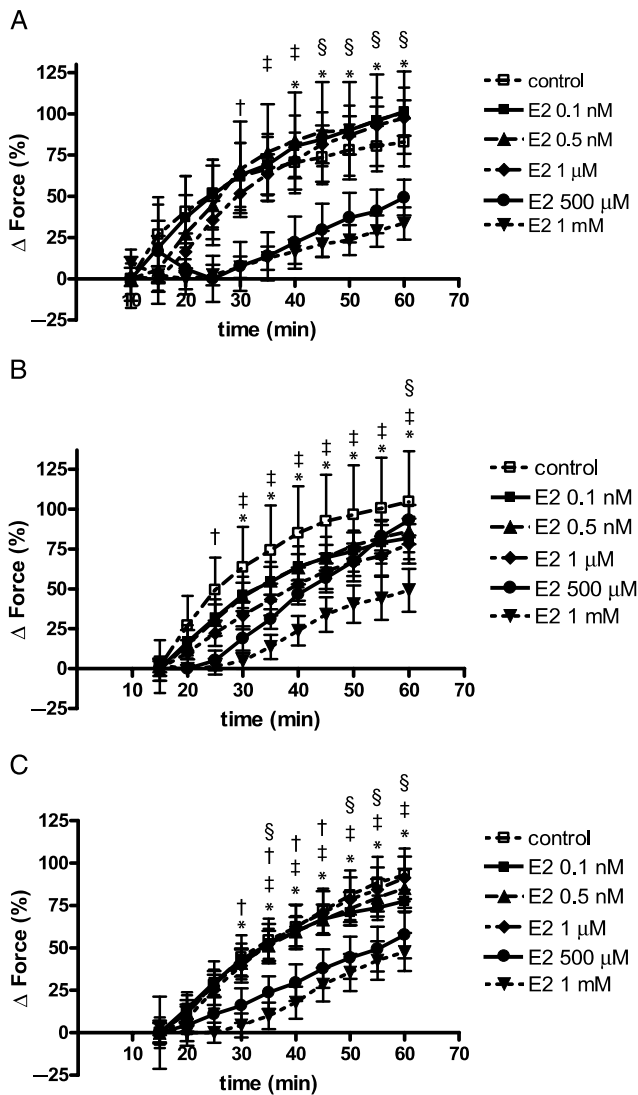 A
† ‡ ‡ * § * § * § * § *
Δ Force (%)
125
100
75
50
25
0
−25
10 20 30 40 50 60 70
time (min)
control
E2 0.1 nM
E2 0.5 nM
E2 1 μM
E2 500 μM
E2 1 mM
B
† ‡ * ‡ * ‡ * ‡ * ‡ * ‡ * § ‡ *
Δ Force (%)
125
100
75
50
25
0
−25
10 20 30 40 50 60 70
time (min)
control
E2 0.1 nM
E2 0.5 nM
E2 1 μM
E2 500 μM
E2 1 mM
C
† * § † ‡ * † ‡ * † ‡ * § ‡ * § ‡ * § ‡ *
Δ Force (%)
125
100
75
50
25
0
−25
10 20 30 40 50 60 70
time (min)
control
E2 0.1 nM
E2 0.5 nM
E2 1 μM
E2 500 μM
E2 1 mM